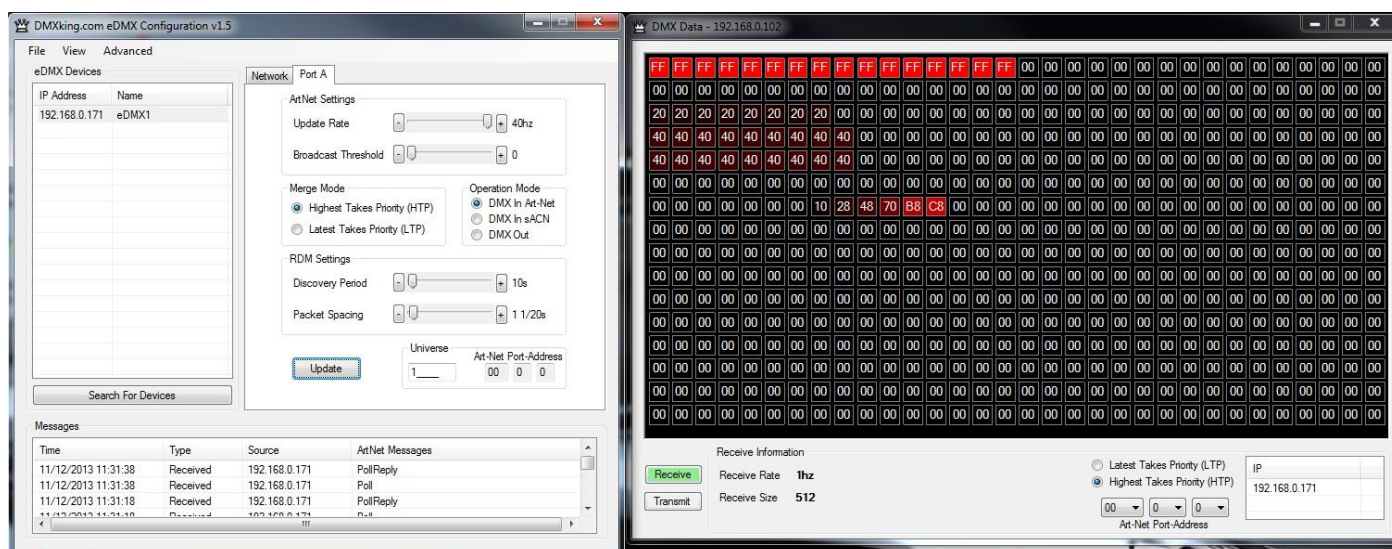 DMXking.com eDMX Configuration v1.5
File View Advanced
eDMX Devices
IP Address Name
192.168.0.171 eDMX1
Search For Devices
Network Port A
ArtNet Settings
Update Rate - + 40hz
Broadcast Threshold - + 0
Merge Mode
Highest Takes Priority (HTP)
Latest Takes Priority (LTP)
Operation Mode
DMX In Art-Net
DMX In sACN
DMX Out
RDM Settings
Discovery Period - + 10s
Packet Spacing - + 1 1/20s
Update
Universe
1____
Art-Net Port-Address
00 0 0
Messages
Time Type Source ArtNet Messages
11/12/2013 11:31:38 Received 192.168.0.171 PollReply
11/12/2013 11:31:38 Received 192.168.0.171 Poll
11/12/2013 11:31:18 Received 192.168.0.171 PollReply
11/12/2013 11:31:18 Received 192.168.0.171 Poll
DMX Data - 192.168.0.102
FF FF FF FF FF FF FF FF FF FF FF FF FF FF FF FF 00 00 00 00 00 00 00 00 00 00 00 00 00 00 00 00
00 00 00 00 00 00 00 00 00 00 00 00 00 00 00 00 00 00 00 00 00 00 00 00 00 00 00 00 00 00 00 00
20 20 20 20 20 20 20 20 00 00 00 00 00 00 00 00 00 00 00 00 00 00 00 00 00 00 00 00 00 00 00 00
40 40 40 40 40 40 40 40 40 00 00 00 00 00 00 00 00 00 00 00 00 00 00 00 00 00 00 00 00 00 00 00
40 40 40 40 40 40 40 40 40 00 00 00 00 00 00 00 00 00 00 00 00 00 00 00 00 00 00 00 00 00 00 00
00 00 00 00 00 00 00 00 00 00 00 00 00 00 00 00 00 00 00 00 00 00 00 00 00 00 00 00 00 00 00 00
00 00 00 00 00 00 00 10 28 48 70 B8 C8 00 00 00 00 00 00 00 00 00 00 00 00 00 00 00 00 00 00 00
00 00 00 00 00 00 00 00 00 00 00 00 00 00 00 00 00 00 00 00 00 00 00 00 00 00 00 00 00 00 00 00
00 00 00 00 00 00 00 00 00 00 00 00 00 00 00 00 00 00 00 00 00 00 00 00 00 00 00 00 00 00 00 00
00 00 00 00 00 00 00 00 00 00 00 00 00 00 00 00 00 00 00 00 00 00 00 00 00 00 00 00 00 00 00 00
00 00 00 00 00 00 00 00 00 00 00 00 00 00 00 00 00 00 00 00 00 00 00 00 00 00 00 00 00 00 00 00
00 00 00 00 00 00 00 00 00 00 00 00 00 00 00 00 00 00 00 00 00 00 00 00 00 00 00 00 00 00 00 00
00 00 00 00 00 00 00 00 00 00 00 00 00 00 00 00 00 00 00 00 00 00 00 00 00 00 00 00 00 00 00 00
00 00 00 00 00 00 00 00 00 00 00 00 00 00 00 00 00 00 00 00 00 00 00 00 00 00 00 00 00 00 00 00
00 00 00 00 00 00 00 00 00 00 00 00 00 00 00 00 00 00 00 00 00 00 00 00 00 00 00 00 00 00 00 00
00 00 00 00 00 00 00 00 00 00 00 00 00 00 00 00 00 00 00 00 00 00 00 00 00 00 00 00 00 00 00 00
Receive
Transmit
Receive Information
Receive Rate 1hz
Receive Size 512
Latest Takes Priority (LTP)
Highest Takes Priority (HTP)
00 0 0
Art-Net Port-Address
IP
192.168.0.171